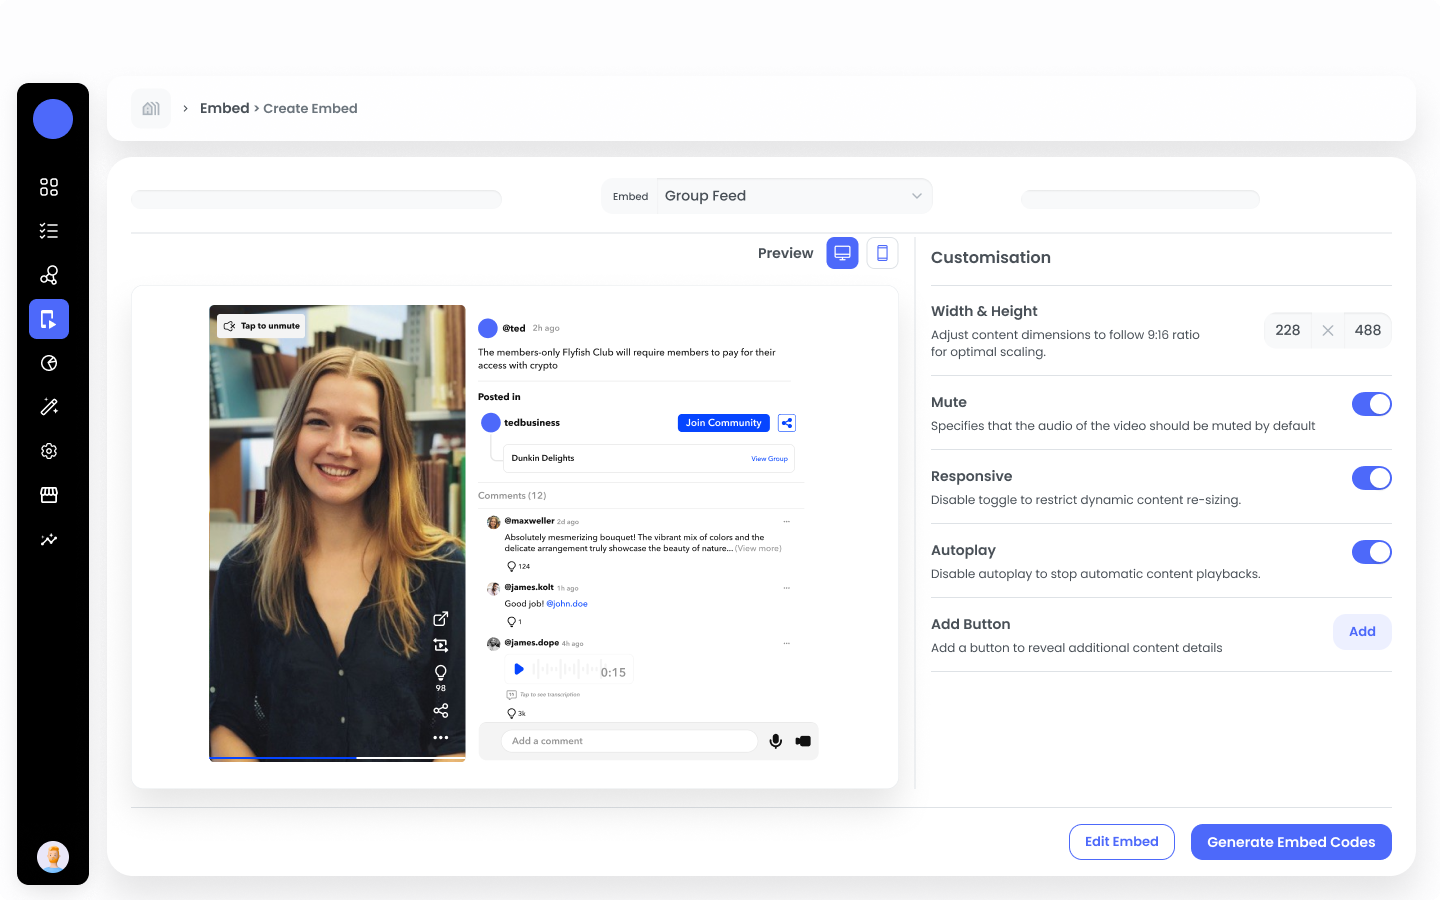 Embed > Create Embed
Embed
Group Feed
Preview
Customisation
Tap to unmute
@ted 2h ago
The members-only Flyfish Club will require members to pay for their
access with crypto
Posted in
tedbusiness
Join Community
Dunkin Delights
View Group
Comments (12)
@maxweller 2d ago
Absolutely mesmerizing bouquet! The vibrant mix of colors and the
delicate arrangement truly showcase the beauty of nature... (View more)
124
@james.kolt 1h ago
Good job! @john.doe
1
@james.dope 4h ago
0:15
Tap to see transcription
3k
98
Add a comment
Width & Height
Adjust content dimensions to follow 9:16 ratio
for optimal scaling.
228 × 488
Mute
Specifies that the audio of the video should be muted by default
Responsive
Disable toggle to restrict dynamic content re-sizing.
Autoplay
Disable autoplay to stop automatic content playbacks.
Add Button
Add a button to reveal additional content details
Add
Edit Embed
Generate Embed Codes